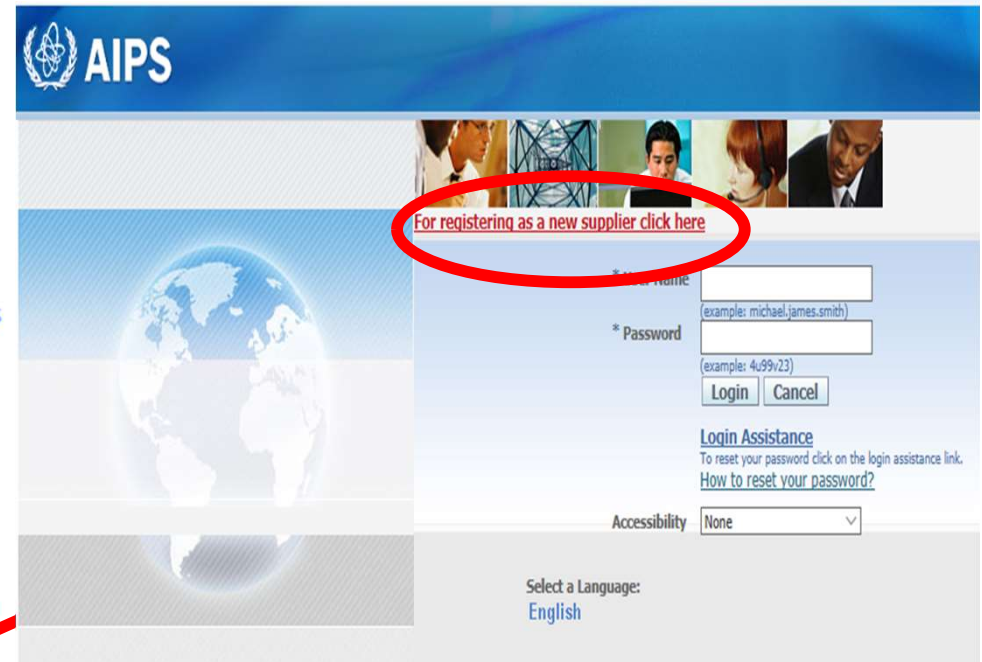 AIPS
For registering as a new supplier click here
* User Name
(example: michael.james.smith)
* Password
(example: 4u99v23)
Login Cancel
Login Assistance
To reset your password click on the login assistance link.
How to reset your password?
Accessibility None
Select a Language:
English